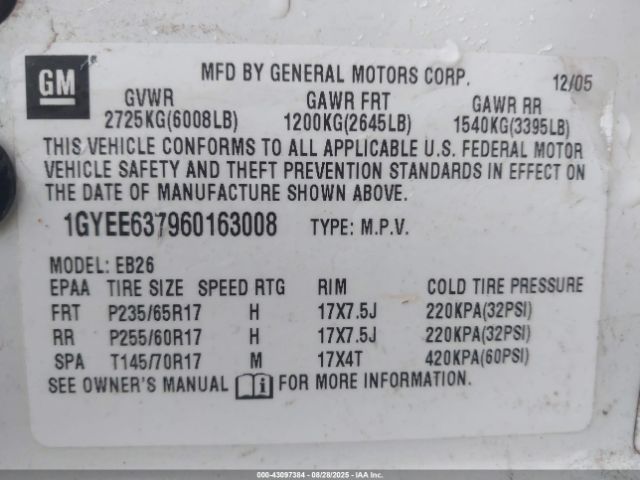 GM
MFD BY GENERAL MOTORS CORP. 12/05
GVWR GAWR FRT GAWR RR
2725KG(6008LB) 1200KG(2645LB) 1540KG(3395LB)
THIS VEHICLE CONFORMS TO ALL APPLICABLE U.S. FEDERAL MOTOR
VEHICLE SAFETY AND THEFT PREVENTION STANDARDS IN EFFECT ON
THE DATE OF MANUFACTURE SHOWN ABOVE.
1GYEE637960163008 TYPE: M.P.V.
MODEL: EB26
EPAA TIRE SIZE SPEED RTG RIM COLD TIRE PRESSURE
FRT P235/65R17 H 17X7.5J 220KPA(32PSI)
RR P255/60R17 H 17X7.5J 220KPA(32PSI)
SPA T145/70R17 M 17X4T 420KPA(60PSI)
SEE OWNER'S MANUAL i FOR MORE INFORMATION.
000-43097384 - 08/28/2025 - IAAI.COM